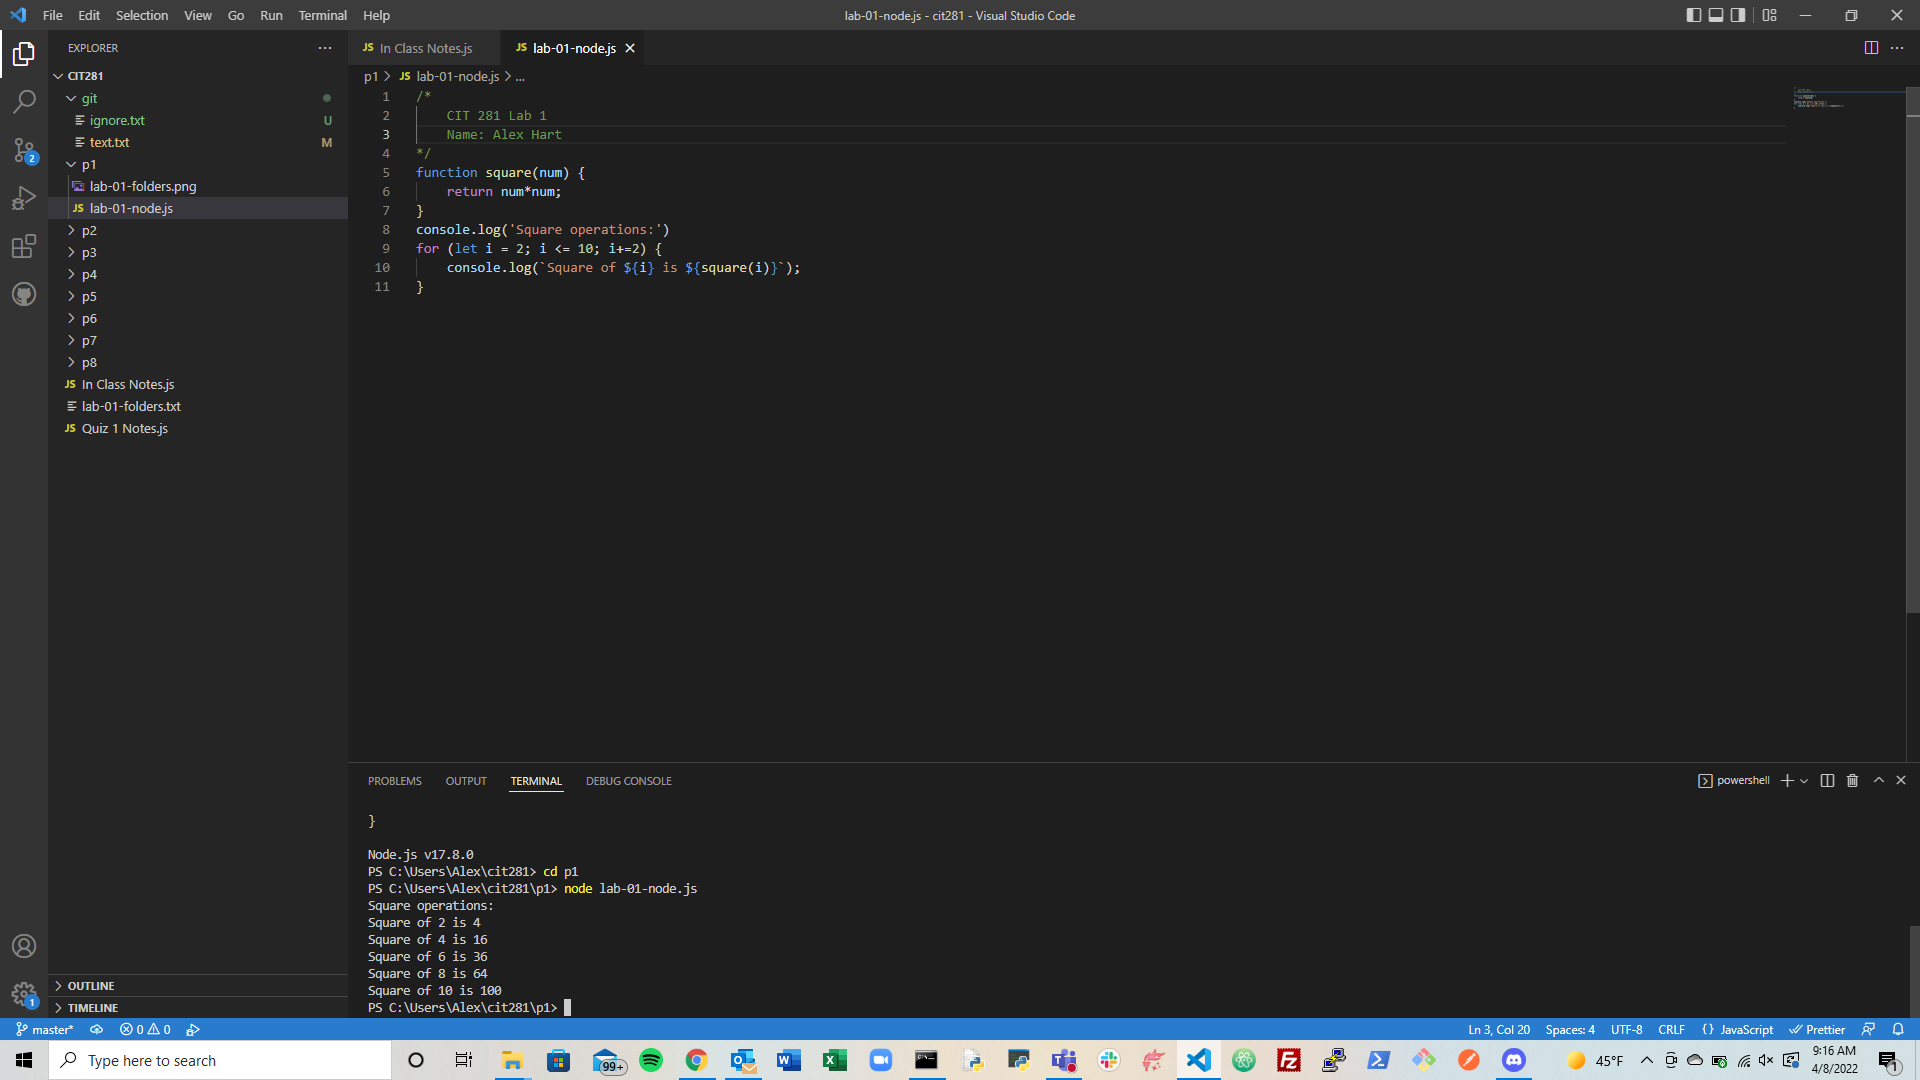 File Edit Selection View Go Run Terminal Help
lab-01-node.js - cit281 - Visual Studio Code
EXPLORER
CIT281
git
ignore.txt U
text.txt M
p1
lab-01-folders.png
JS lab-01-node.js
p2
p3
p4
p5
p6
p7
p8
JS In Class Notes.js
lab-01-folders.txt
JS Quiz 1 Notes.js
OUTLINE
TIMELINE
2
1
JS In Class Notes.js
JS lab-01-node.js
p1 > JS lab-01-node.js > ...
1 /*
2 CIT 281 Lab 1
3 Name: Alex Hart
4 */
5 function square(num) {
6 return num*num;
7 }
8 console.log('Square operations:')
9 for (let i = 2; i <= 10; i+=2) {
10 console.log(`Square of ${i} is ${square(i)}`);
11 }
PROBLEMS OUTPUT TERMINAL DEBUG CONSOLE
powershell
}
Node.js v17.8.0
PS C:\Users\Alex\cit281> cd p1
PS C:\Users\Alex\cit281\p1> node lab-01-node.js
Square operations:
Square of 2 is 4
Square of 4 is 16
Square of 6 is 36
Square of 8 is 64
Square of 10 is 100
PS C:\Users\Alex\cit281\p1>
master* 0 0
Ln 3, Col 20 Spaces: 4 UTF-8 CRLF {} JavaScript Prettier
Type here to search
99+
45°F
9:16 AM
4/8/2022
1